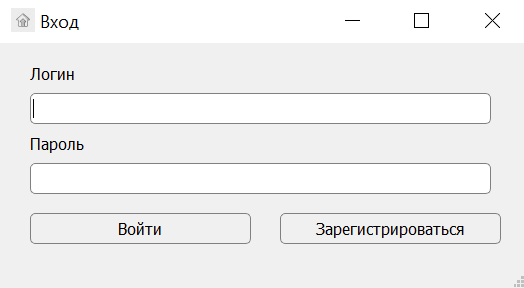 Вход
Логин
Пароль
Войти Зарегистрироваться